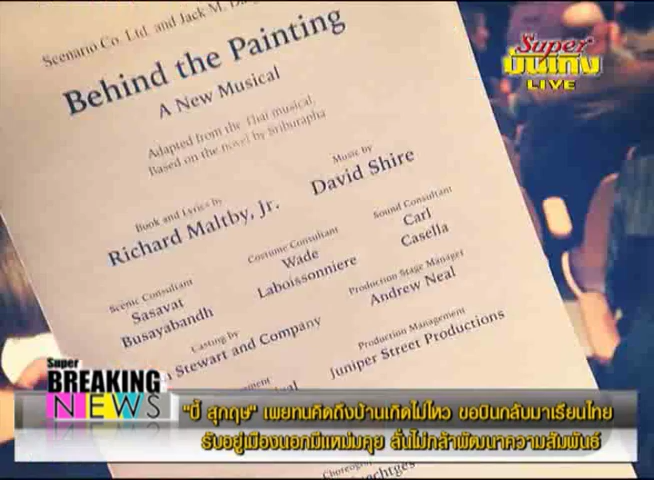 Scenario Co. Ltd. and Jack M.
Behind the Painting
A New Musical
Adapted from the Thai musical,
Based on the novel by Sriburapha
Book and Lyrics by
Richard Maltby, Jr.
Music by
David Shire
Scenic Consultant
Sasavat
Busayabandh
Costume Consultant
Wade
Laboissonniere
Sound Consultant
Carl
Casella
Casting by
Stewart and Company
Production Stage Manager
Andrew Neal
Production Management
Juniper Street Productions
Super
บันเทิง
LIVE
Super
BREAKING
NEWS
"บี้ สุกฤษ" เผยทนคิดถึงบ้านเกิดไม่ไหว ขอบินกลับมาเรียนไทย
รับอยู่เมืองนอกมีแหม่มคุย ลั่นไม่กล้าพัฒนาความสัมพันธ์